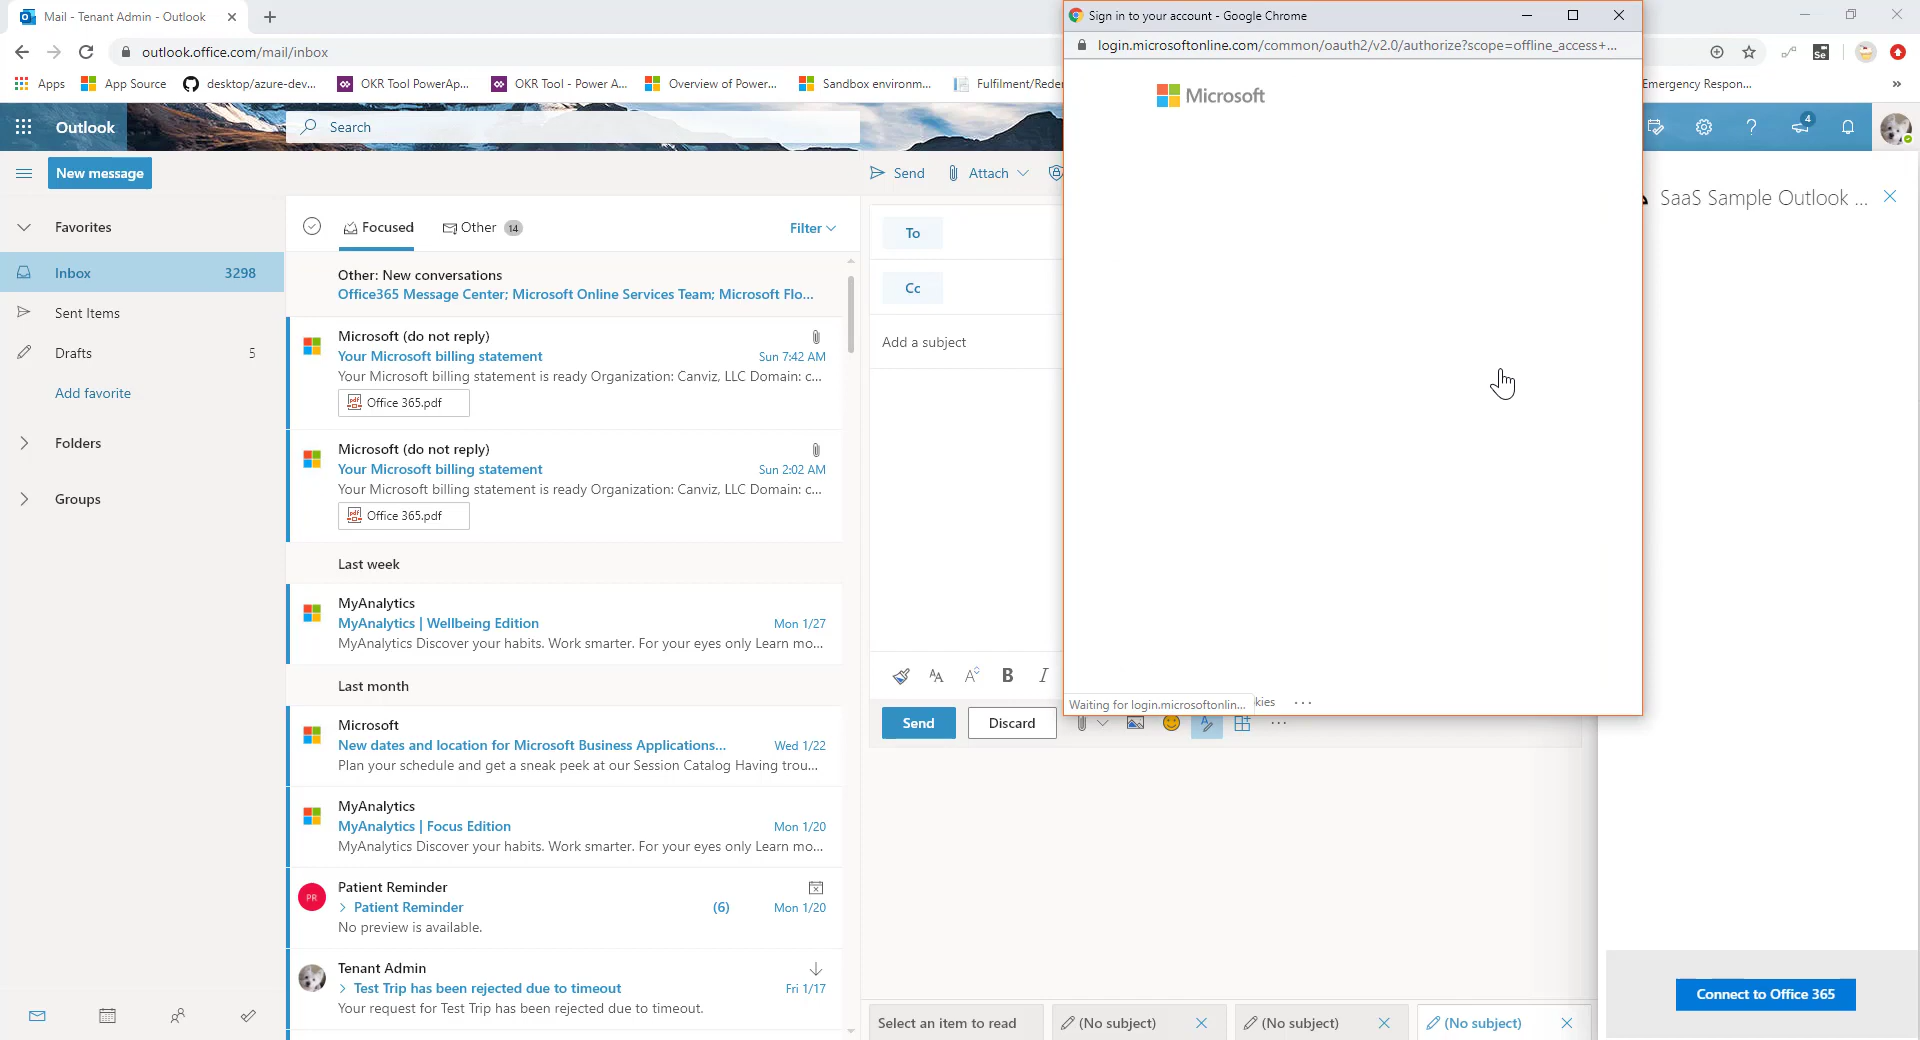 Mail - Tenant Admin - Outlook
outlook.office.com/mail/inbox
Apps
App Source
desktop/azure-dev...
OKR Tool PowerAp...
OKR Tool - Power A...
Overview of Power...
Sandbox environm...
Fulfilment/Reder
Emergency Respon...
»
Sign in to your account - Google Chrome
login.microsoftonline.com/common/oauth2/v2.0/authorize?scope=offline_access+...
Microsoft
Waiting for login.microsoftonlin...
kies
...
Se
Outlook
Search
?
4
New message
Send
Attach
SaaS Sample Outlook ...
Favorites
Inbox 3298
Sent Items
Drafts 5
Add favorite
Folders
Groups
Focused
Other 14
Filter
Other: New conversations
Office365 Message Center; Microsoft Online Services Team; Microsoft Flo...
Microsoft (do not reply)
Your Microsoft billing statement Sun 7:42 AM
Your Microsoft billing statement is ready Organization: Canviz, LLC Domain: c...
Office 365.pdf
Microsoft (do not reply)
Your Microsoft billing statement Sun 2:02 AM
Your Microsoft billing statement is ready Organization: Canviz, LLC Domain: c...
Office 365.pdf
Last week
MyAnalytics
MyAnalytics | Wellbeing Edition Mon 1/27
MyAnalytics Discover your habits. Work smarter. For your eyes only Learn mo...
Last month
Microsoft
New dates and location for Microsoft Business Applications... Wed 1/22
Plan your schedule and get a sneak peek at our Session Catalog Having trou...
MyAnalytics
MyAnalytics | Focus Edition Mon 1/20
MyAnalytics Discover your habits. Work smarter. For your eyes only Learn mo...
PR
Patient Reminder
> Patient Reminder (6) Mon 1/20
No preview is available.
Tenant Admin
> Test Trip has been rejected due to timeout Fri 1/17
Your request for Test Trip has been rejected due to timeout.
To
Cc
Add a subject
B I
Send
Discard
...
Select an item to read
(No subject)
(No subject)
(No subject)
Connect to Office 365